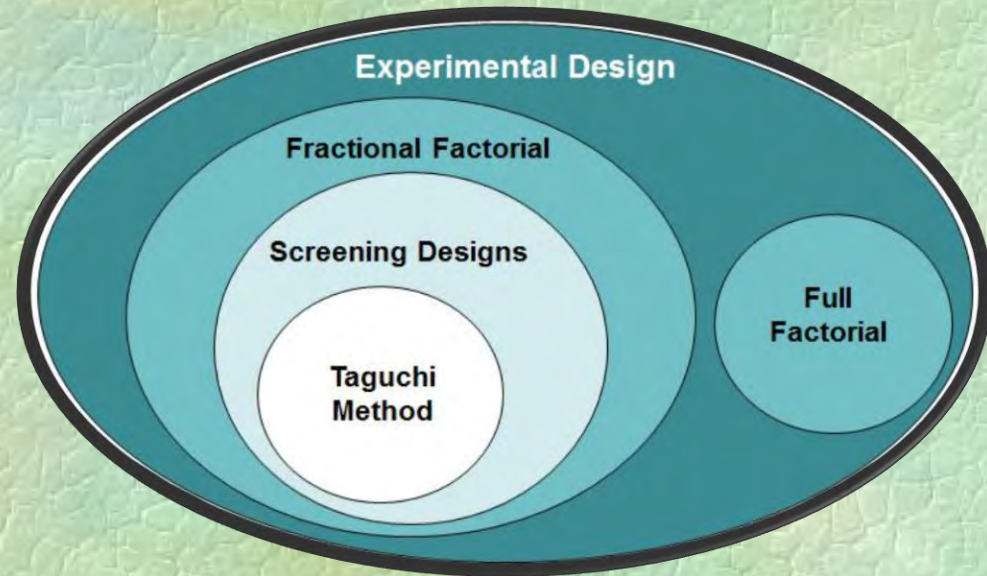 Experimental Design
Fractional Factorial
Screening Designs
Taguchi
Method
Full
Factorial